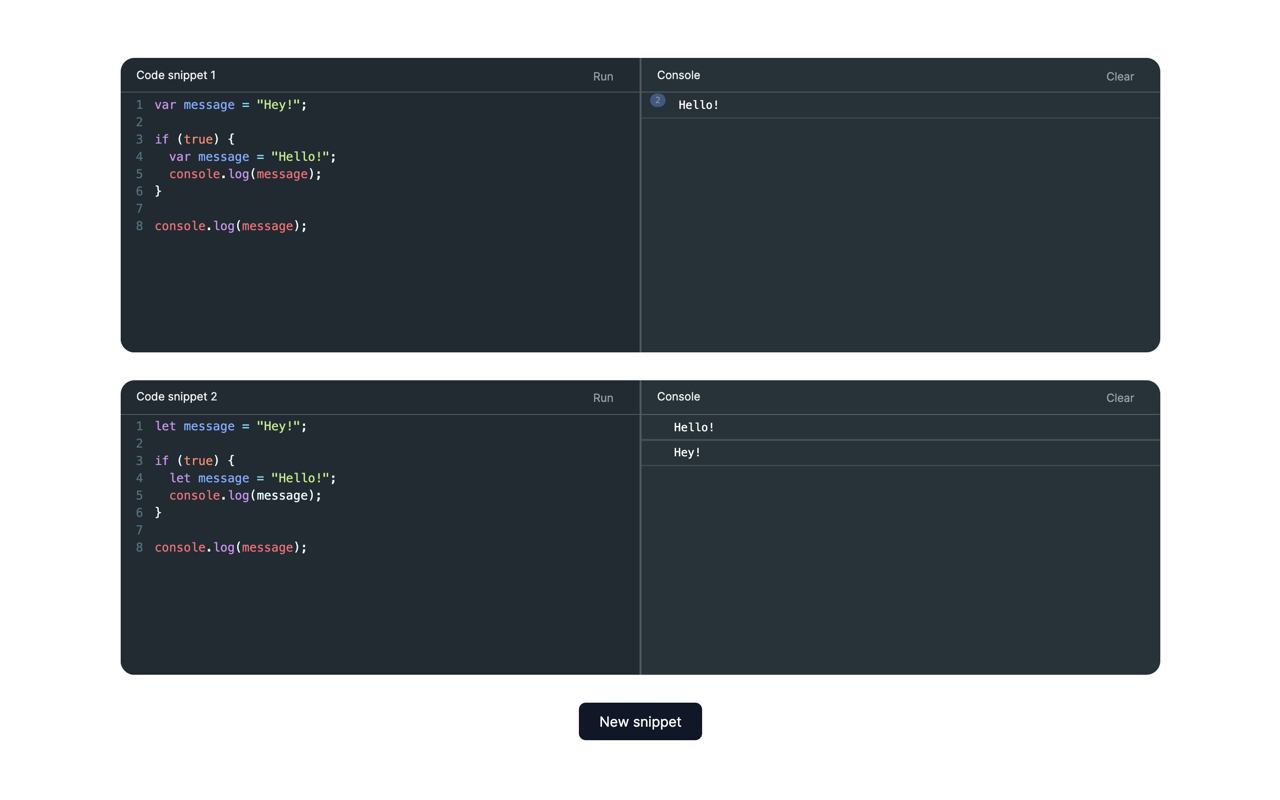 Code snippet 1
Run
Console
Clear
1 var message = "Hey!";
2
3 if (true) {
4   var message = "Hello!";
5   console.log(message);
6 }
7
8 console.log(message);
2 Hello!
Code snippet 2
Run
Console
Clear
1 let message = "Hey!";
2
3 if (true) {
4   let message = "Hello!";
5   console.log(message);
6 }
7
8 console.log(message);
Hello!
Hey!
New snippet